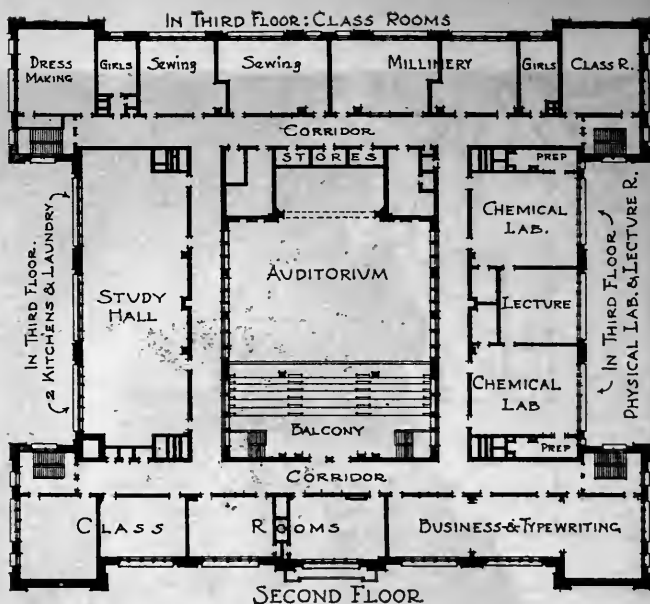 IN THIRD FLOOR: CLASS ROOMS
DRESS
MAKING
GIRLS
SEWING
SEWING
MILLINERY
GIRLS
CLASS R.
CORRIDOR
STORES
PREP
IN THIRD FLOOR.
2 KITCHENS & LAUNDRY
STUDY
HALL
AUDITORIUM
CHEMICAL
LAB.
LECTURE
CHEMICAL
LAB
PREP
IN THIRD FLOOR
PHYSICAL LAB. & LECTURE R.
BALCONY
CORRIDOR
CLASS ROOMS
BUSINESS & TYPEWRITING
SECOND FLOOR